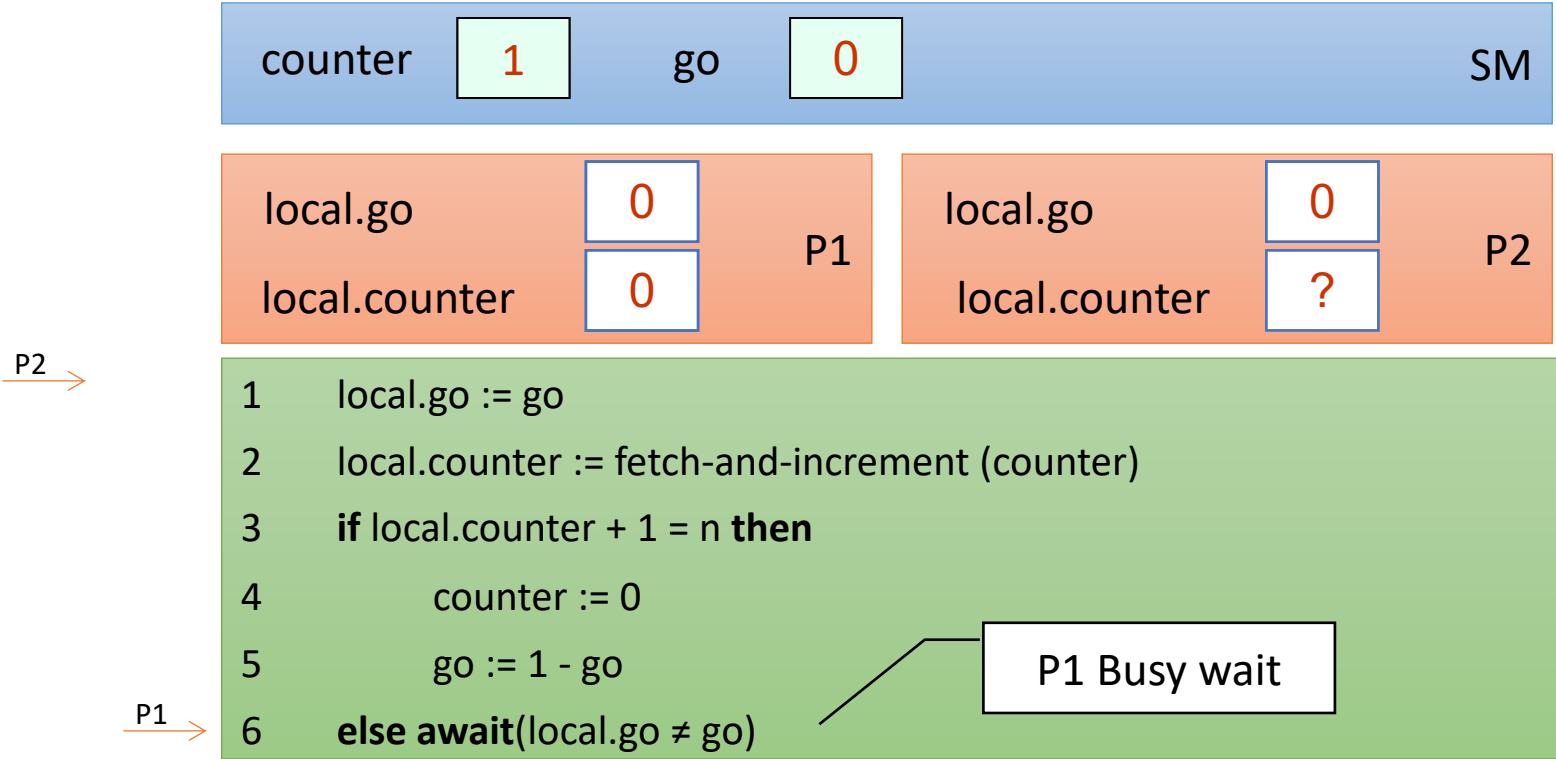 counter 1 go 0 SM
local.go 0 P1 local.go 0 P2
local.counter 0 local.counter ?
P2
1 local.go := go
2 local.counter := fetch-and-increment (counter)
3 if local.counter + 1 = n then
4 counter := 0
5 go := 1 - go
P1 Busy wait
P1
6 else await(local.go ≠ go)